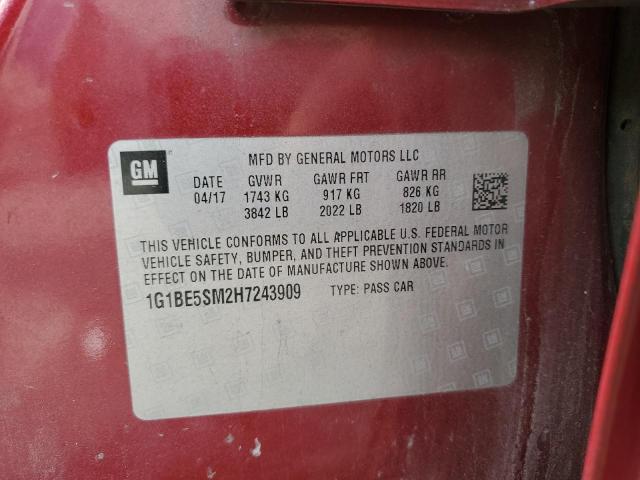 GM
MFD BY GENERAL MOTORS LLC
DATE GVWR GAWR FRT GAWR RR
04/17 1743 KG 917 KG 826 KG
3842 LB 2022 LB 1820 LB
THIS VEHICLE CONFORMS TO ALL APPLICABLE U.S. FEDERAL MOTOR
VEHICLE SAFETY, BUMPER, AND THEFT PREVENTION STANDARDS IN
EFFECT ON THE DATE OF MANUFACTURE SHOWN ABOVE.
1G1BE5SM2H7243909 TYPE: PASS CAR